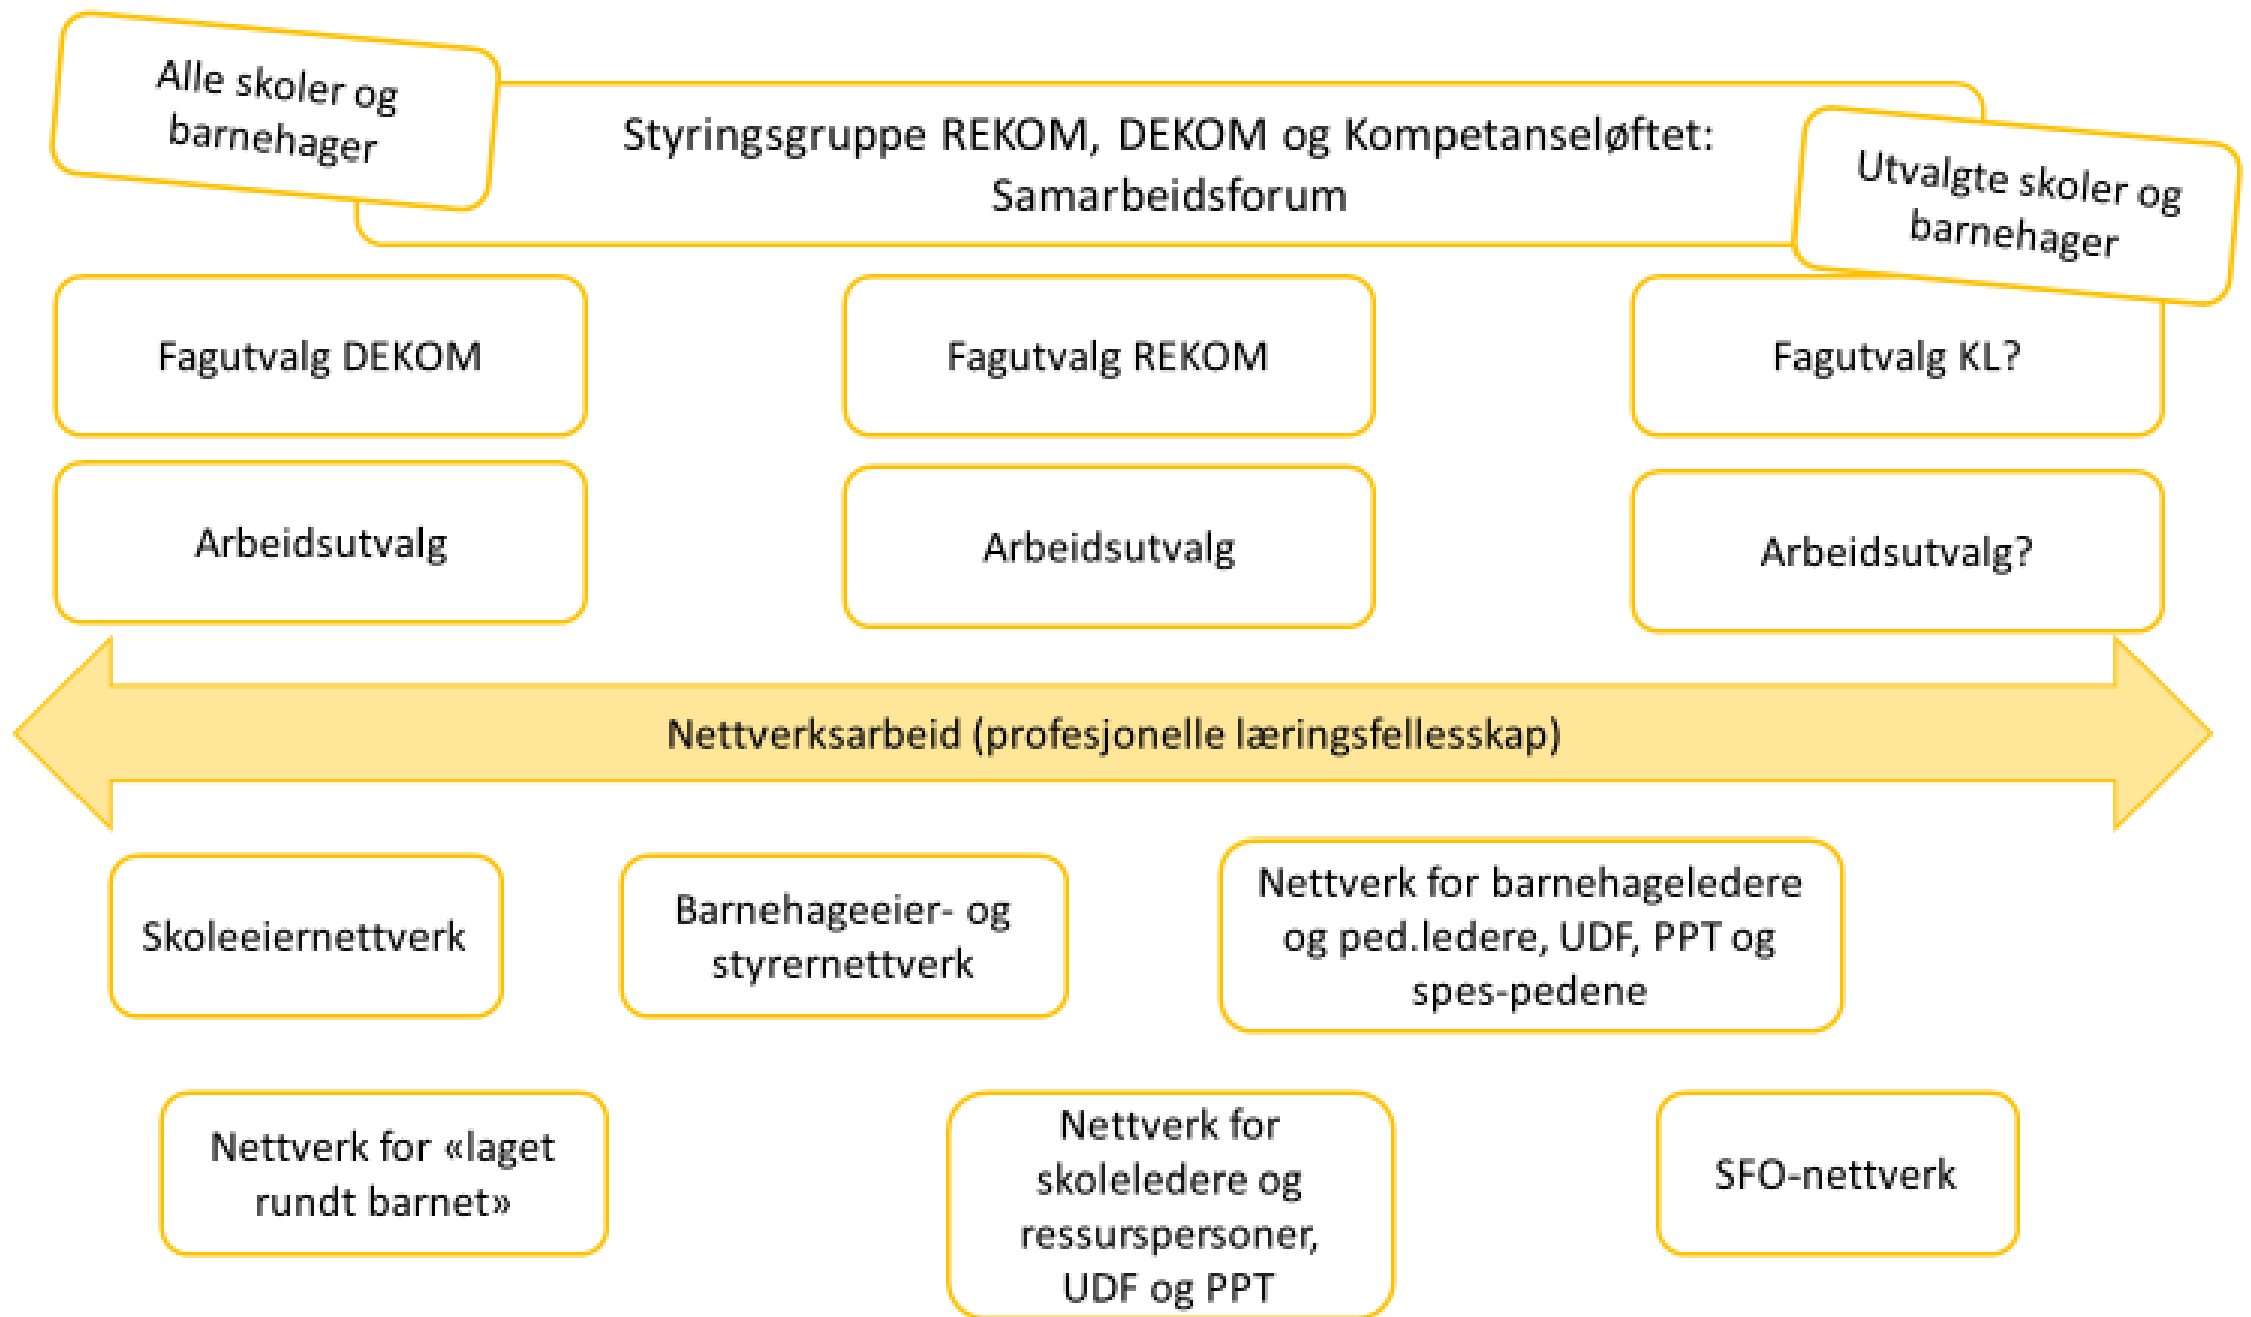 Alle skoler og
barnehager
Styringsgruppe REKOM, DEKOM og Kompetanseløftet:
Samarbeidsforum
Utvalgte skoler og
barnehager
Fagutvalg DEKOM
Fagutvalg REKOM
Fagutvalg KL?
Arbeidsutvalg
Arbeidsutvalg
Arbeidsutvalg?
Nettverksarbeid (profesjonelle læringsfellesskap)
Skoleeiernettverk
Barnehageeier- og
styrernettverk
Nettverk for barnehageledere
og ped.ledere, UDF, PPT og
spes-pedene
Nettverk for «laget
rundt barnet»
Nettverk for
skoleledere og
ressurspersoner,
UDF og PPT
SFO-nettverk